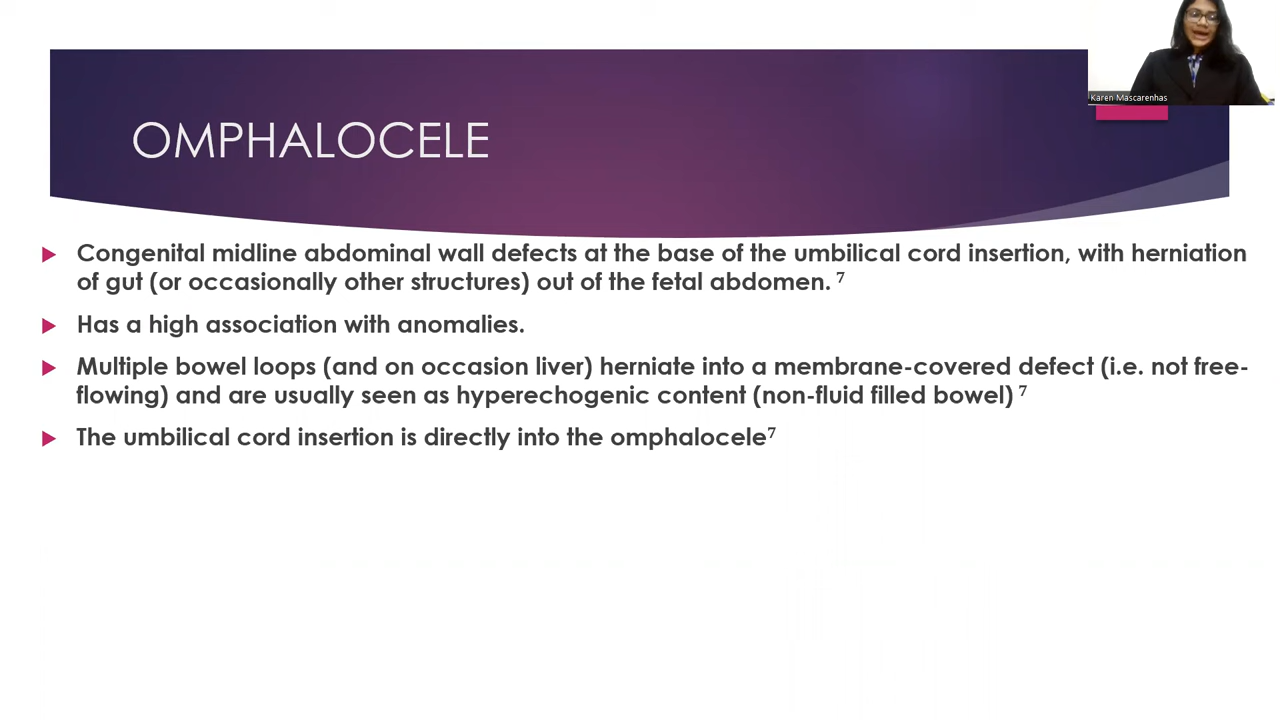 Karen Mascarenhas
OMPHALOCELE
Congenital midline abdominal wall defects at the base of the umbilical cord insertion, with herniation
of gut (or occasionally other structures) out of the fetal abdomen. ⁷
Has a high association with anomalies.
Multiple bowel loops (and on occasion liver) herniate into a membrane-covered defect (i.e. not free-
flowing) and are usually seen as hyperechogenic content (non-fluid filled bowel) ⁷
The umbilical cord insertion is directly into the omphalocele⁷